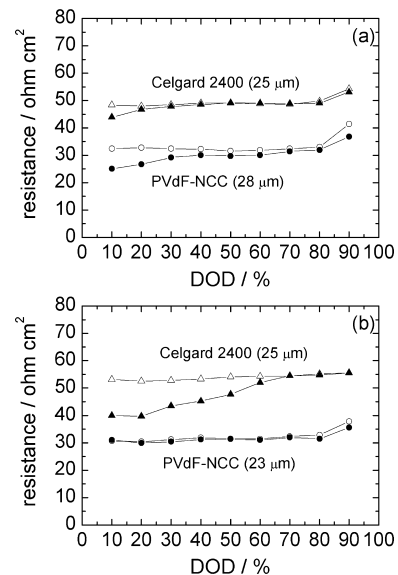 (a)
80
70
60
50
40
30
20
10
0
resistance / ohm cm2
Celgard 2400 (25 μm)
PVdF-NCC (28 μm)
0 10 20 30 40 50 60 70 80 90 100
DOD / %
(b)
80
70
60
50
40
30
20
10
0
resistance / ohm cm2
Celgard 2400 (25 μm)
PVdF-NCC (23 μm)
0 10 20 30 40 50 60 70 80 90 100
DOD / %